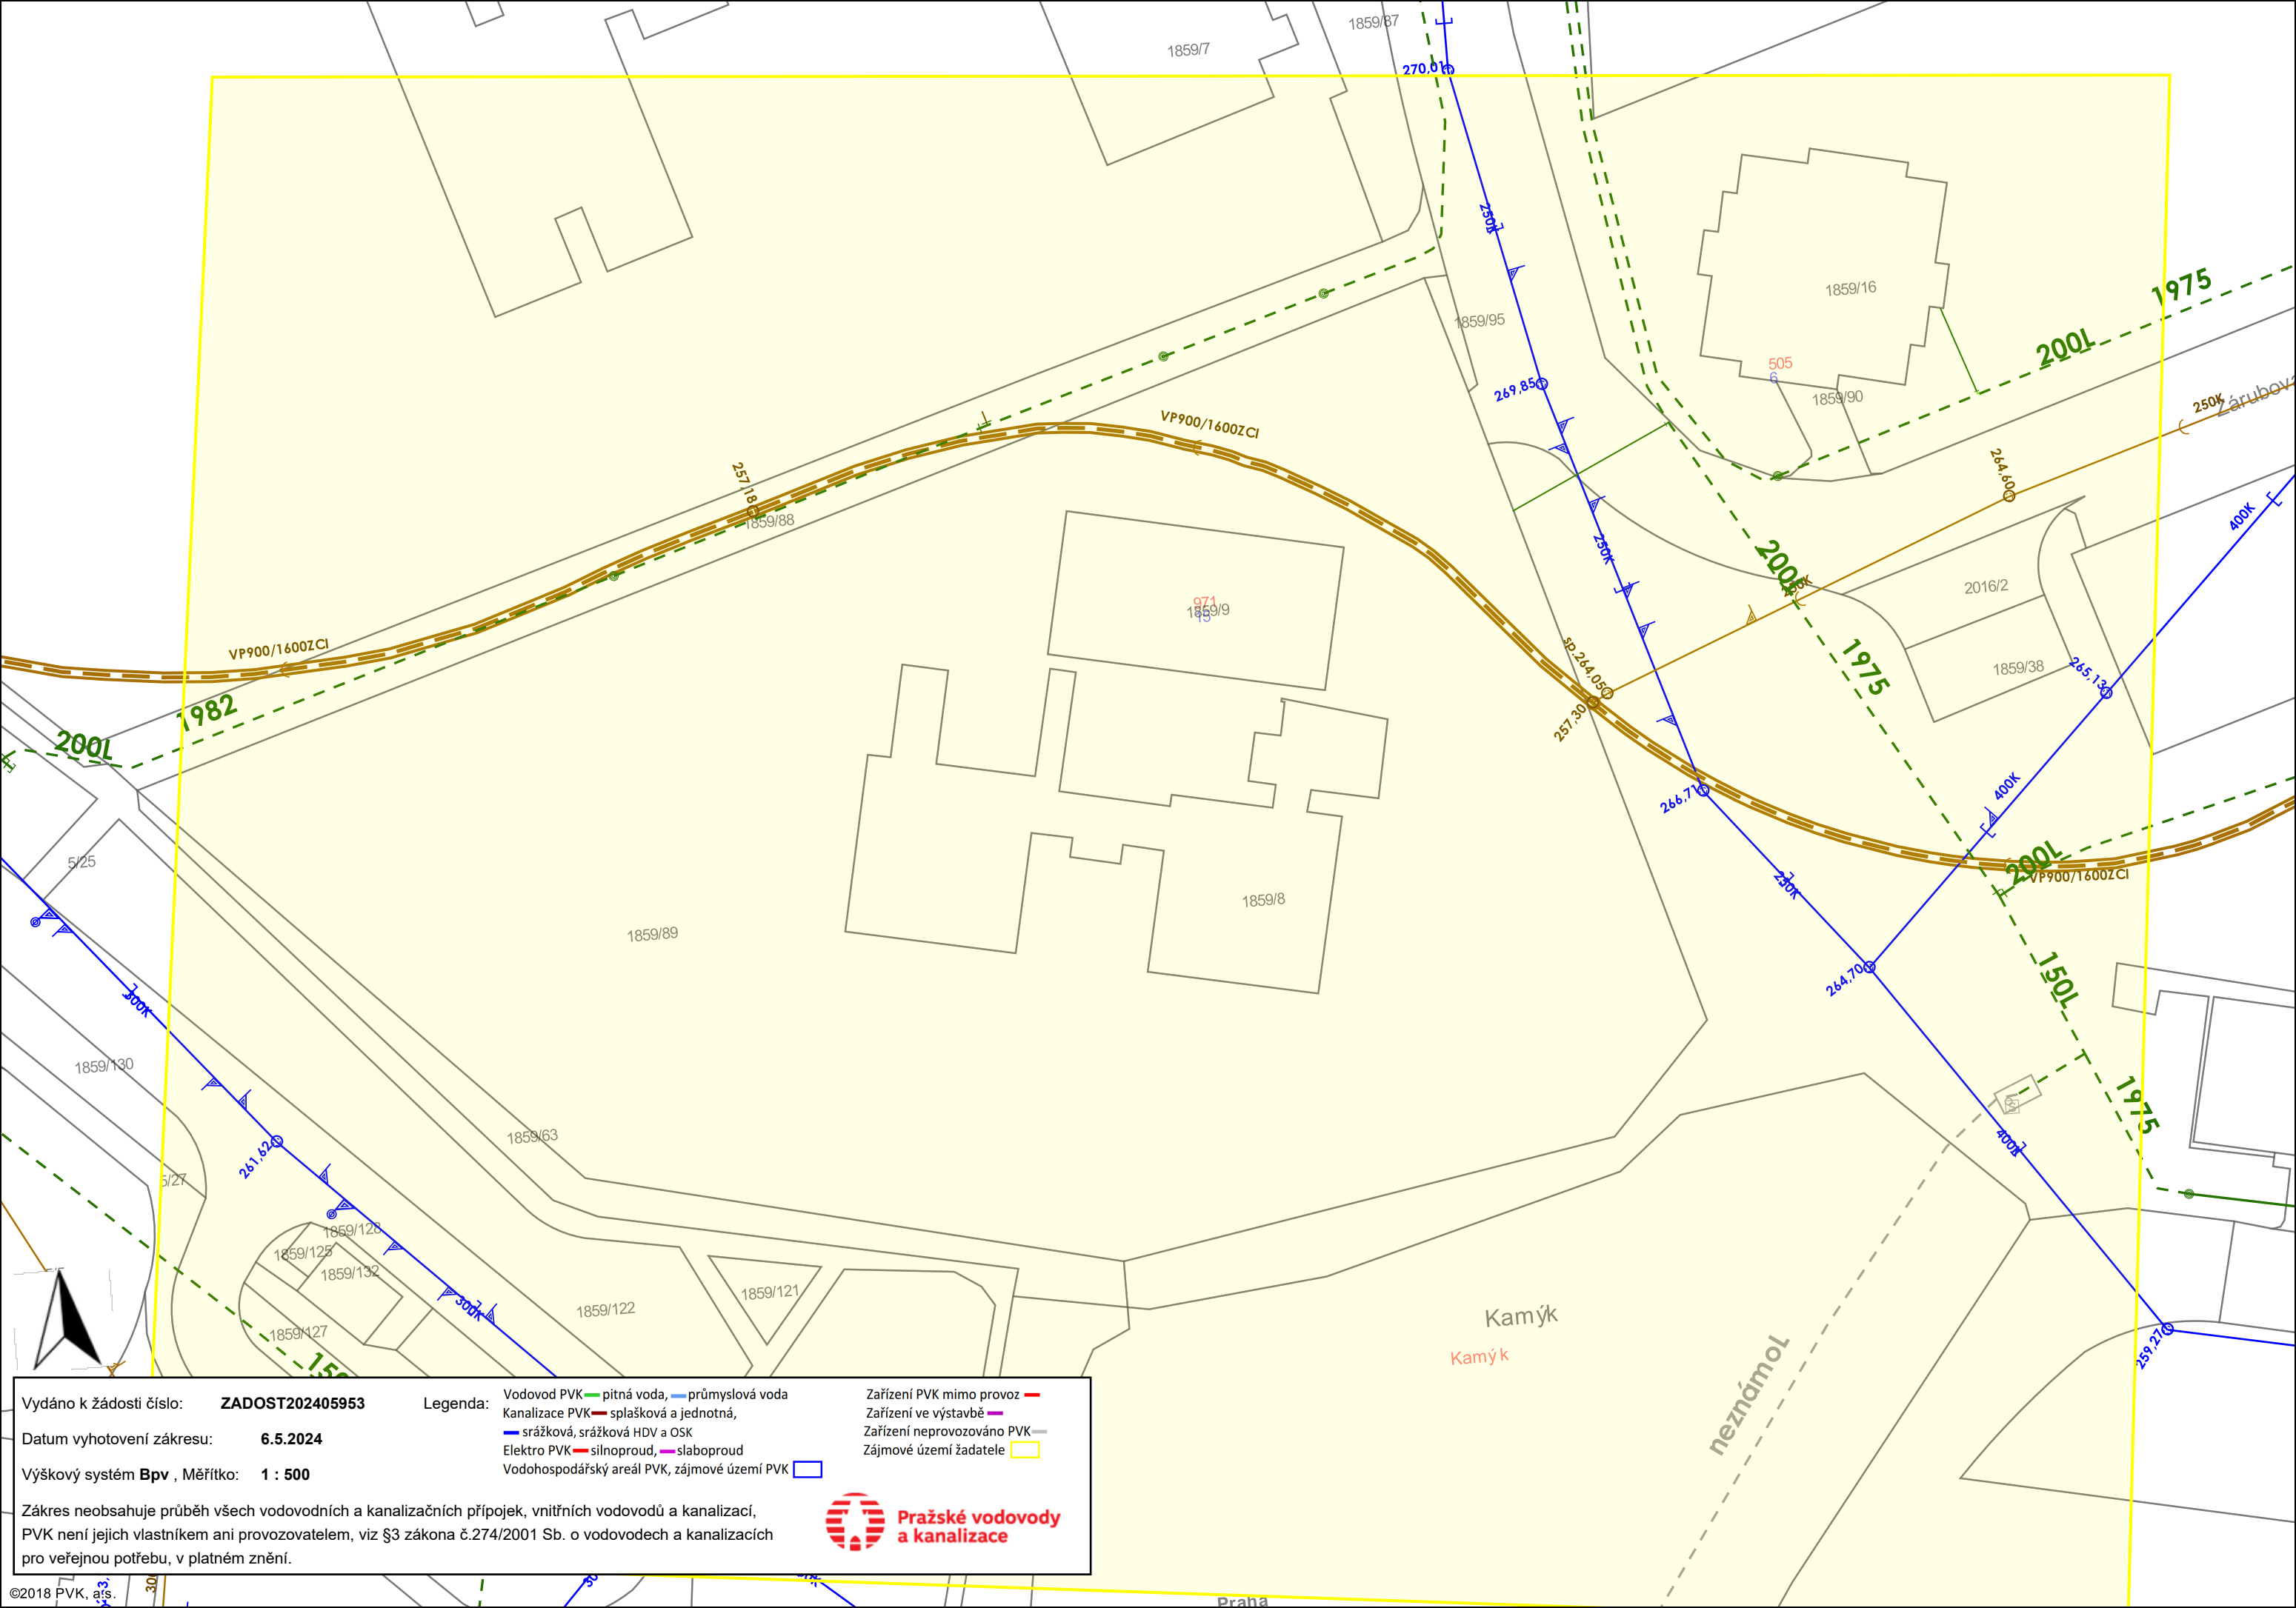 1859/87
1859/7
270,01
250K
1859/16
1975
1859/95
200L
505
6
269,85
1859/90
Zárubova
250K
VP900/1600ZCI
257,18
1859/88
264,60
400K
250K
200L
250K
2016/2
971
1859/9
15
VP900/1600ZCI
sp.264,05
1975
1859/38
265,13
1982
257,30
200L
266,71
400K
5/25
200L
VP900/1600ZCI
250K
1859/8
1859/89
264,70
150L
300K
1859/130
1975
400K
1859/63
261,62
5/27
1859/128
1859/125
1859/132
1859/121
300K
1859/122
1859/127
Kamýk
Kamýk
259,27
neznámoL
Vydáno k žádosti číslo: ZADOST202405953
Datum vyhotovení zákresu: 6.5.2024
Výškový systém Bpv , Měřítko: 1 : 500
Legenda:
Vodovod PVK pitná voda, průmyslová voda
Kanalizace PVK splašková a jednotná,
srážková, srážková HDV a OSK
Elektro PVK silnoproud, slaboproud
Vodohospodářský areál PVK, zájmové území PVK
Zařízení PVK mimo provoz
Zařízení ve výstavbě
Zařízení neprovozováno PVK
Zájmové území žadatele
Zákres neobsahuje průběh všech vodovodních a kanalizačních přípojek, vnitřních vodovodů a kanalizací,
PVK není jejich vlastníkem ani provozovatelem, viz §3 zákona č.274/2001 Sb. o vodovodech a kanalizacích
pro veřejnou potřebu, v platném znění.
Pražské vodovody
a kanalizace
©2018 PVK, a.s.
Praha